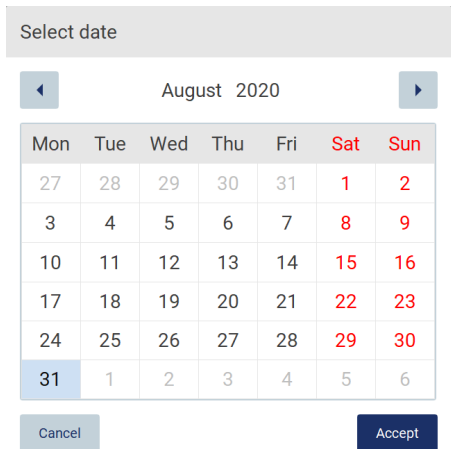 Select date
August 2020
Mon Tue Wed Thu Fri Sat Sun
27 28 29 30 31 1 2
3 4 5 6 7 8 9
10 11 12 13 14 15 16
17 18 19 20 21 22 23
24 25 26 27 28 29 30
31 1 2 3 4 5 6
Cancel Accept